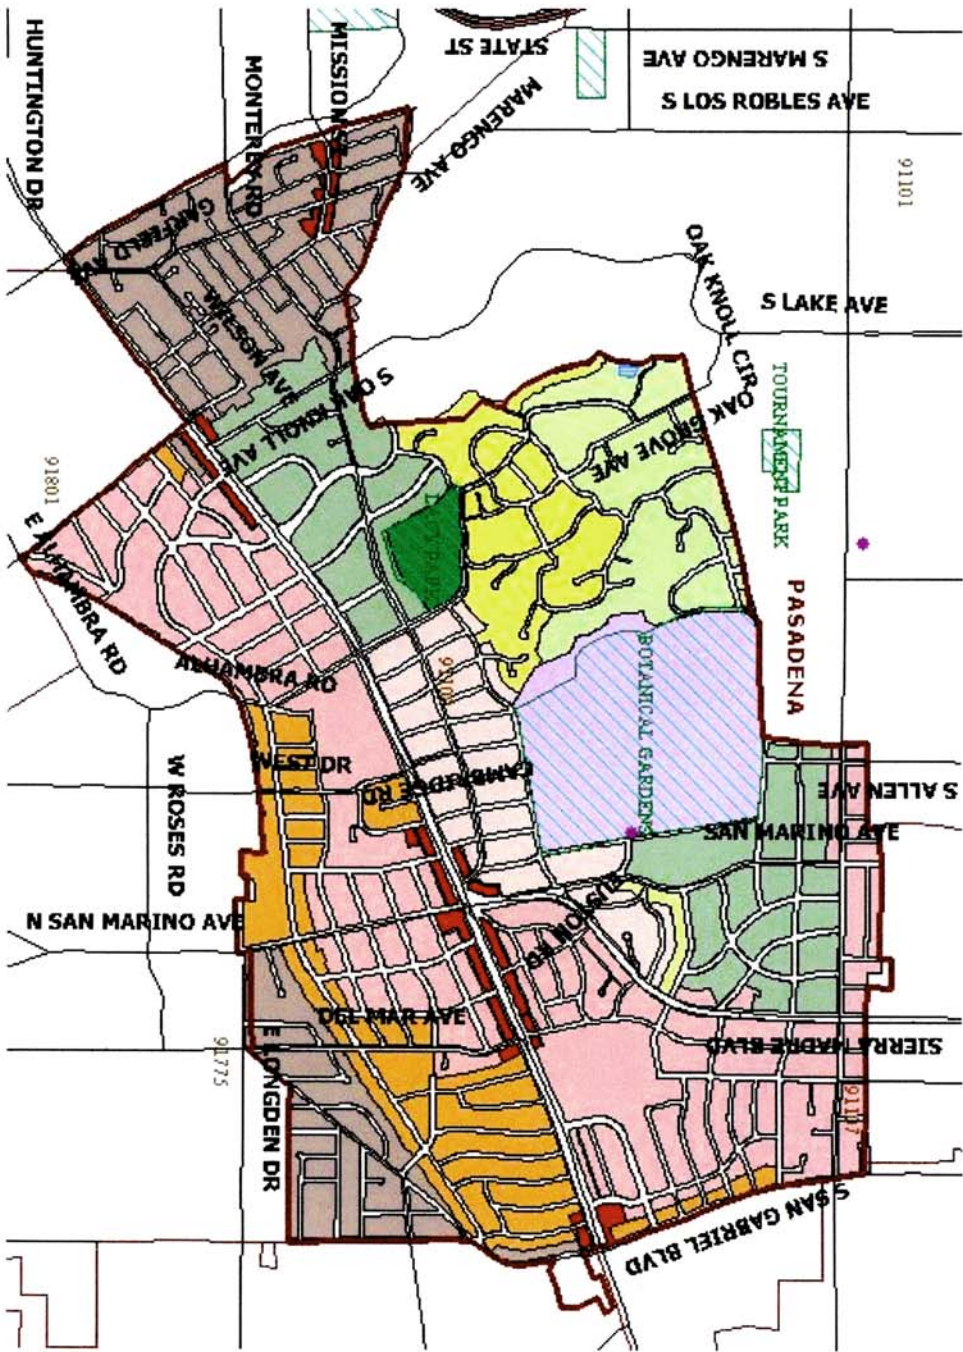 HUNTINGTON DR
MONTEREY RD
MISSION ST
STATE ST
S MARENGO AVE
S LOS ROBLES AVE
MARENGO AVE
91101
GARFIELD AVE
OAK KNOLL CIR
S LAKE AVE
WILSON AVE
S OAK KNOLL AVE
OAK GROVE AVE
TOURNAMENT PARK
91801
E ALHAMBRA RD
PASADENA
ALHAMBRA RD
BOTANICAL GARDENS
WEST DR
CAMBRIDGE RD
W ROSES RD
S ALLEN AVE
SAN MARINO AVE
N SAN MARINO AVE
DEL MAR AVE
SIERRA MADRE BLVD
91775
E LONGDEN DR
S SAN GABRIEL BLVD